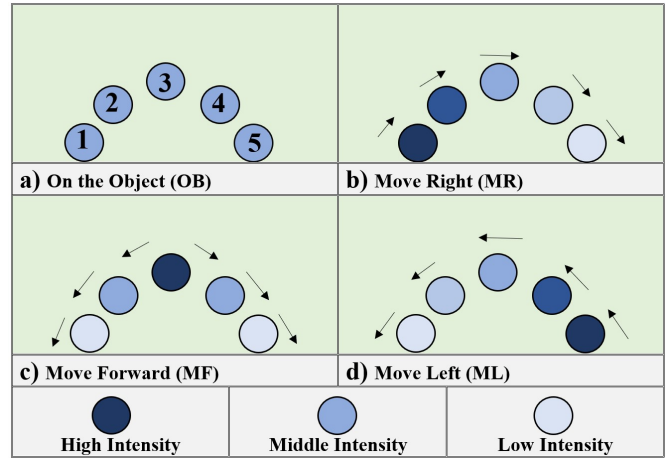 1
2
3
4
5
a) On the Object (OB)
b) Move Right (MR)
c) Move Forward (MF)
d) Move Left (ML)
High Intensity
Middle Intensity
Low Intensity